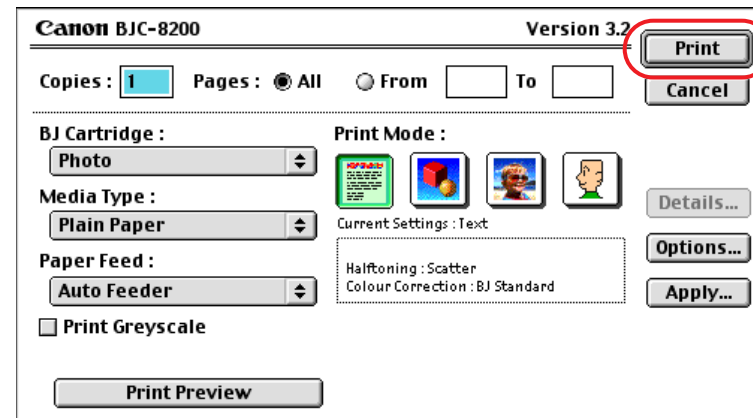 Canon BJC-8200 Version 3.2
Print
Copies : 1 Pages : All From To
Cancel
BJ Cartridge : Print Mode :
Photo
Media Type :
Plain Paper
Details...
Current Settings : Text
Options...
Paper Feed :
Halftoning : Scatter
Auto Feeder
Colour Correction : BJ Standard
Apply...
Print Greyscale
Print Preview